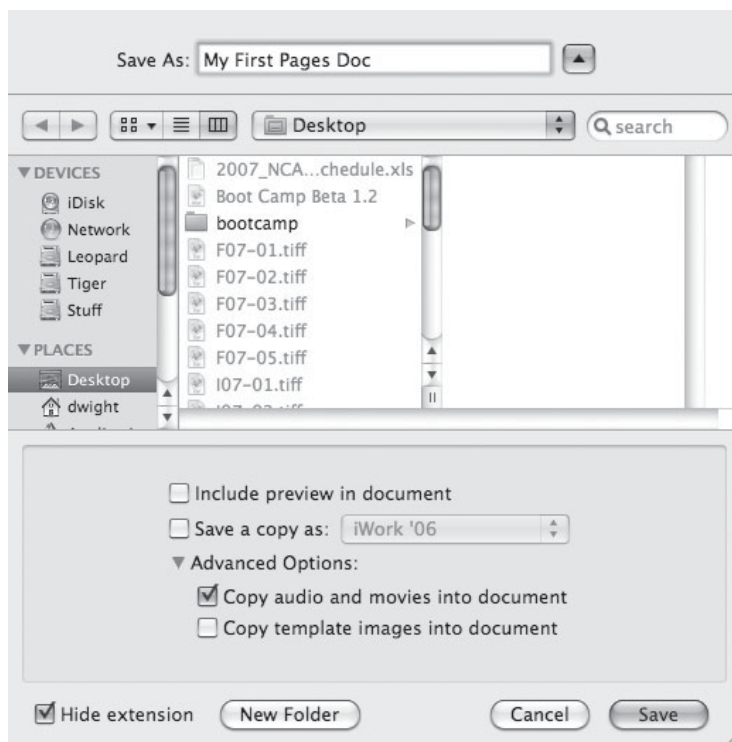 Save As: My First Pages Doc
Desktop
search
DEVICES
iDisk
Network
Leopard
Tiger
Stuff
PLACES
Desktop
dwight
2007_NCA...chedule.xls
Boot Camp Beta 1.2
bootcamp
F07-01.tiff
F07-02.tiff
F07-03.tiff
F07-04.tiff
F07-05.tiff
I07-01.tiff
Include preview in document
Save a copy as: iWork '06
Advanced Options:
Copy audio and movies into document
Copy template images into document
Hide extension
New Folder
Cancel
Save